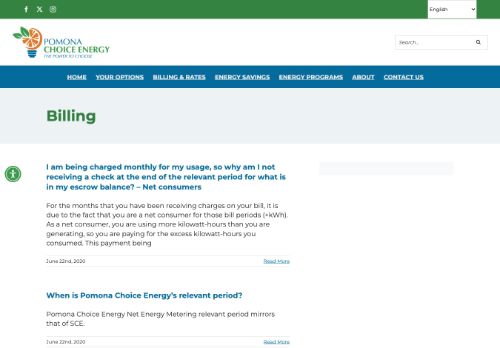 English
POMONA
CHOICE ENERGY
THE POWER TO CHOOSE
Search...
HOME YOUR OPTIONS BILLING & RATES ENERGY SAVINGS ENERGY PROGRAMS ABOUT CONTACT US
Billing
I am being charged monthly for my usage, so why am I not
receiving a check at the end of the relevant period for what is
in my escrow balance? – Net consumers
For the months that you have been receiving charges on your bill, it is
due to the fact that you are a net consumer for those bill periods (+kWh).
As a net consumer, you are using more kilowatt-hours than you are
generating, so you are paying for the excess kilowatt-hours you
consumed. This payment being
June 22nd, 2020 Read More
When is Pomona Choice Energy's relevant period?
Pomona Choice Energy Net Energy Metering relevant period mirrors
that of SCE.
June 22nd, 2020 Read More